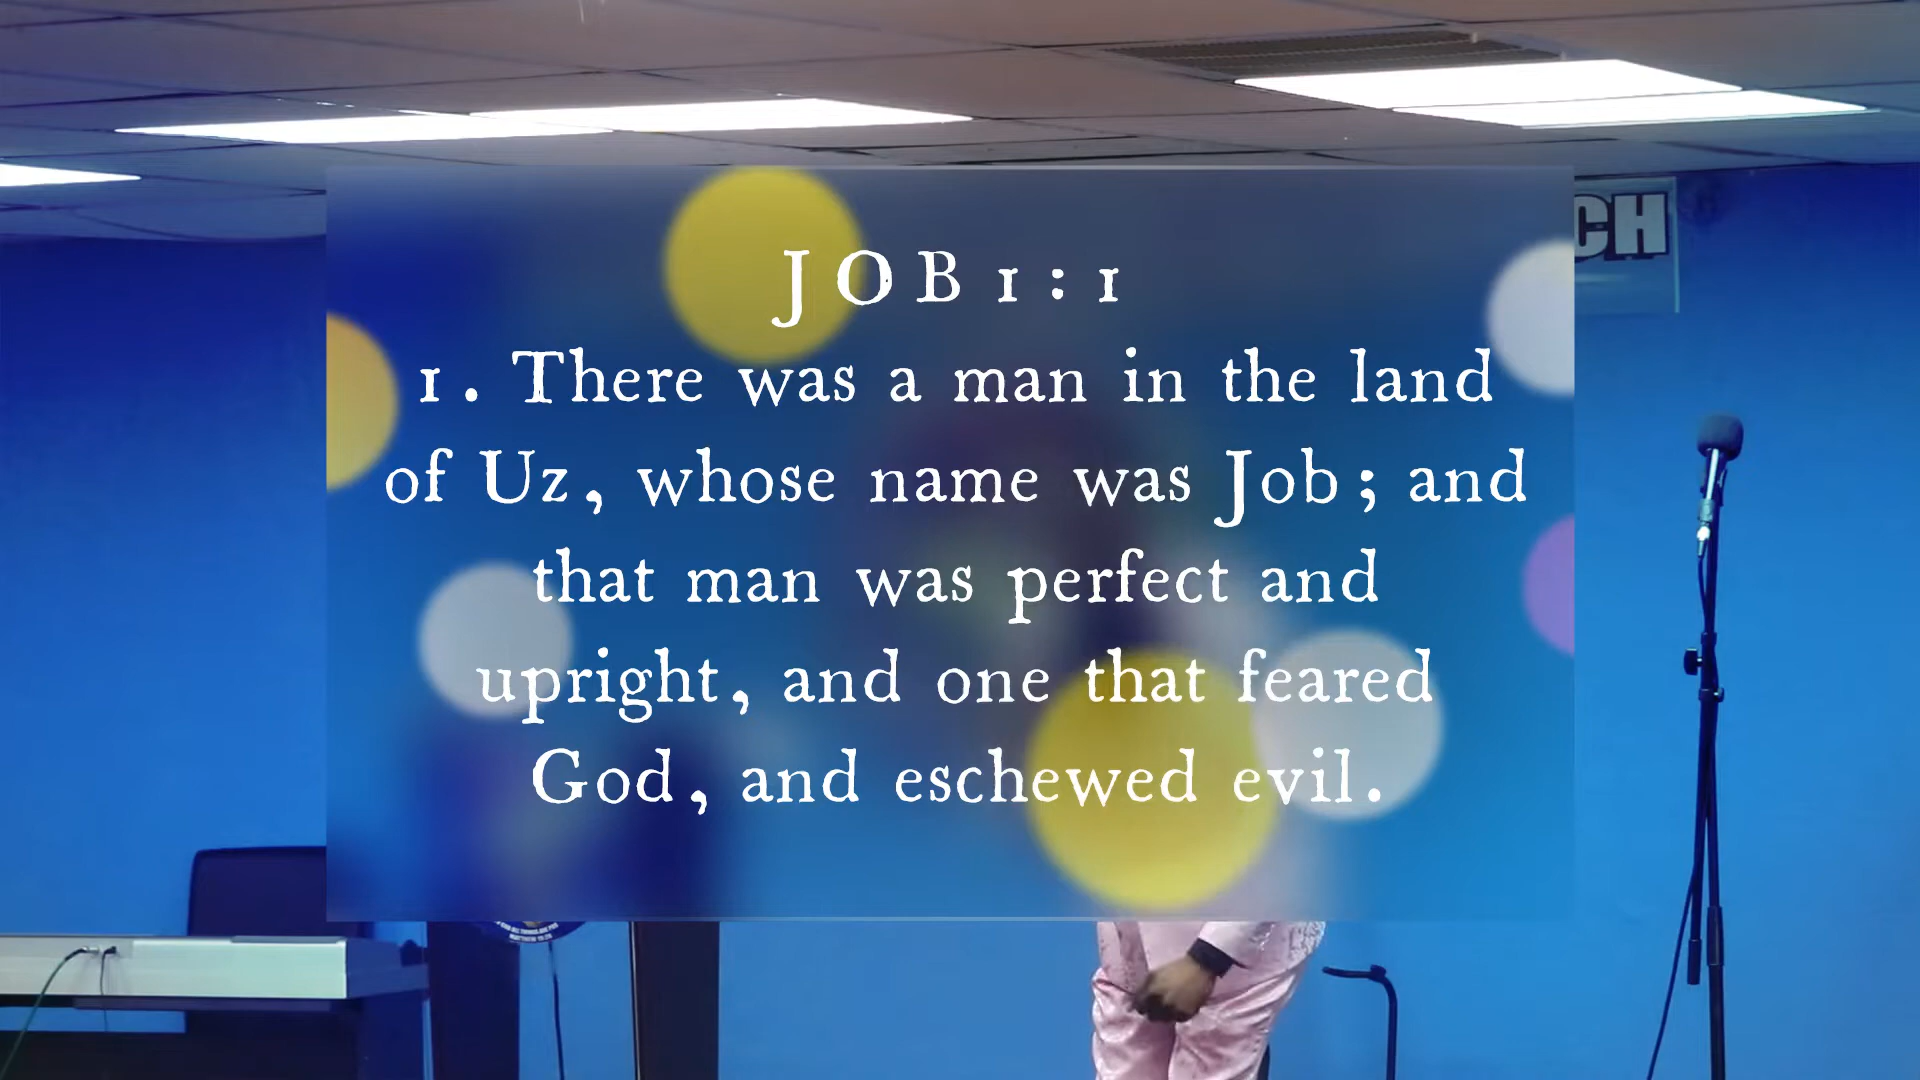 CH
JOB 1:1
1. There was a man in the land
of Uz, whose name was Job; and
that man was perfect and
upright, and one that feared
God, and eschewed evil.